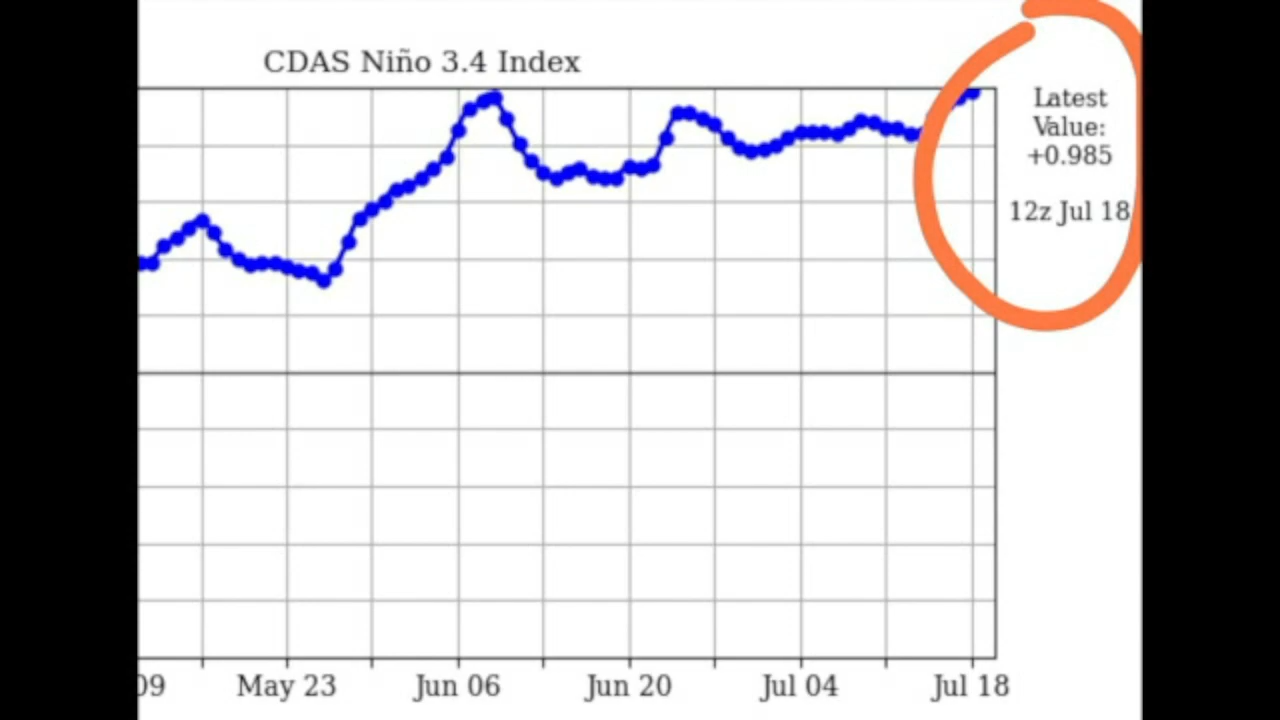 CDAS Niño 3.4 Index
Latest
Value:
+0.985
12z Jul 18
09
May 23
Jun 06
Jun 20
Jul 04
Jul 18